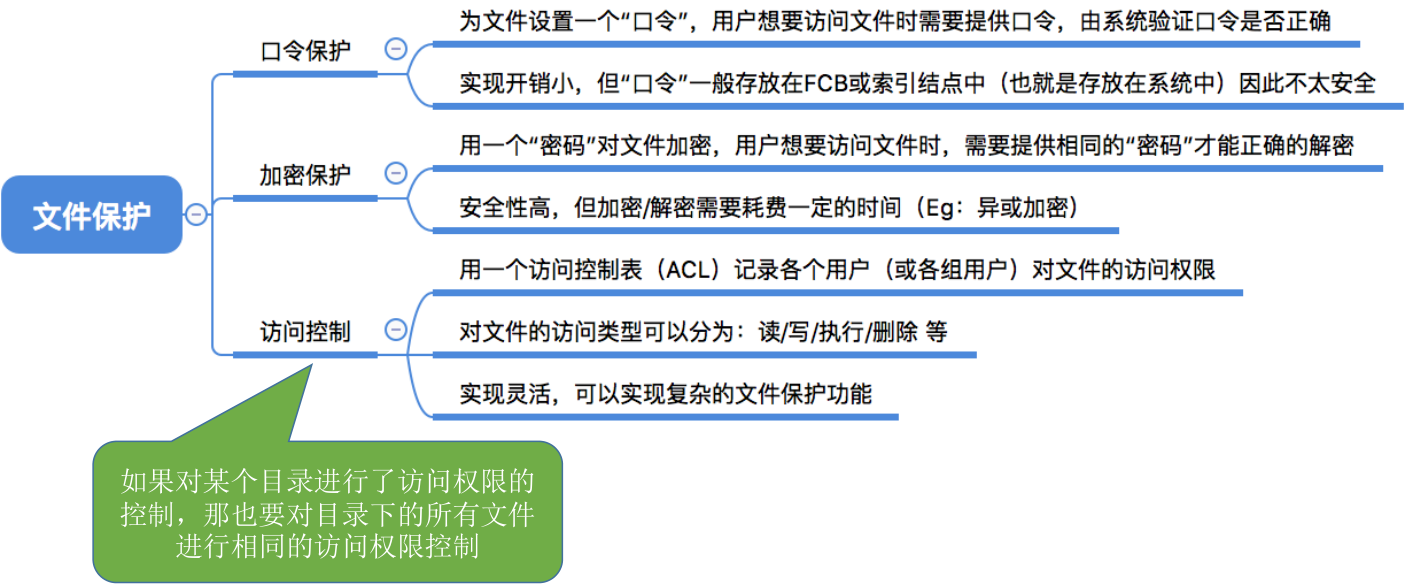 文件保护
口令保护
为文件设置一个“口令”，用户想要访问文件时需要提供口令，由系统验证口令是否正确
实现开销小，但“口令”一般存放在FCB或索引结点中（也就是存放在系统中）因此不太安全
加密保护
用一个“密码”对文件加密，用户想要访问文件时，需要提供相同的“密码”才能正确的解密
安全性高，但加密/解密需要耗费一定的时间（Eg：异或加密）
访问控制
用一个访问控制表（ACL）记录各个用户（或各组用户）对文件的访问权限
对文件的访问类型可以分为：读/写/执行/删除 等
实现灵活，可以实现复杂的文件保护功能
如果对某个目录进行了访问权限的
控制，那也要对目录下的所有文件
进行相同的访问权限控制